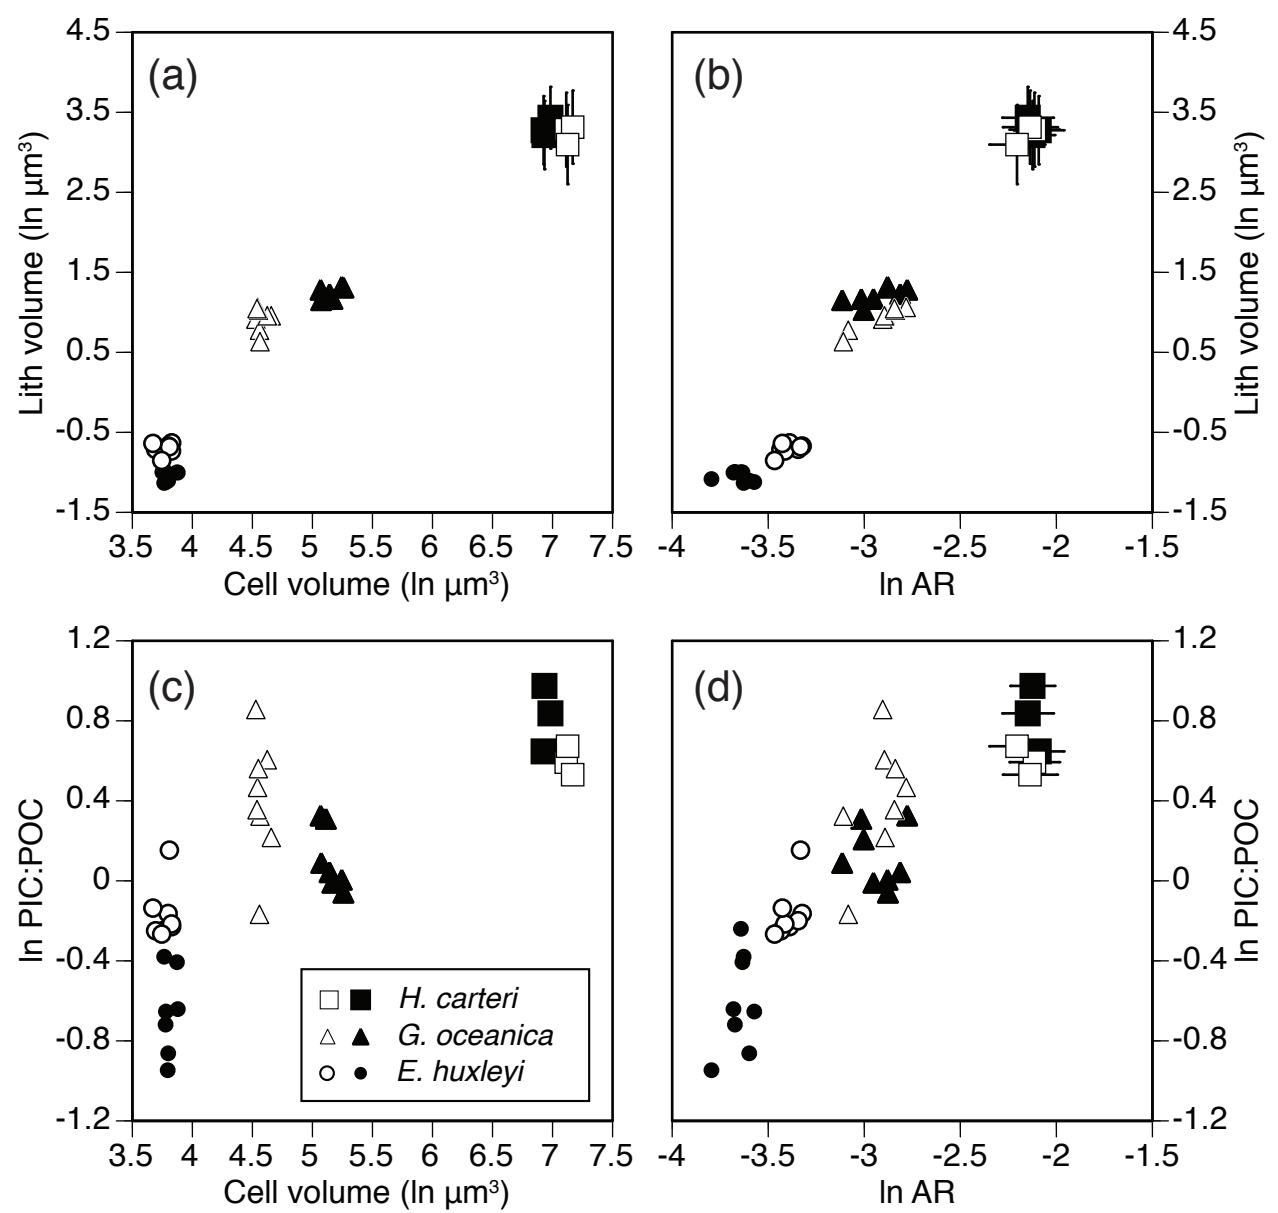 (a)
4.5
3.5
2.5
1.5
0.5
-0.5
-1.5
Lith volume (ln µm³)
3.5 4 4.5 5 5.5 6 6.5 7 7.5
Cell volume (ln µm³)
(b)
4.5
3.5
2.5
1.5
0.5
-0.5
-1.5
Lith volume (ln µm³)
-4 -3.5 -3 -2.5 -2 -1.5
ln AR
(c)
1.2
0.8
0.4
0
-0.4
-0.8
-1.2
ln PIC:POC
H. carteri
G. oceanica
E. huxleyi
3.5 4 4.5 5 5.5 6 6.5 7 7.5
Cell volume (ln µm³)
(d)
1.2
0.8
0.4
0
-0.4
-0.8
-1.2
ln PIC:POC
-4 -3.5 -3 -2.5 -2 -1.5
ln AR